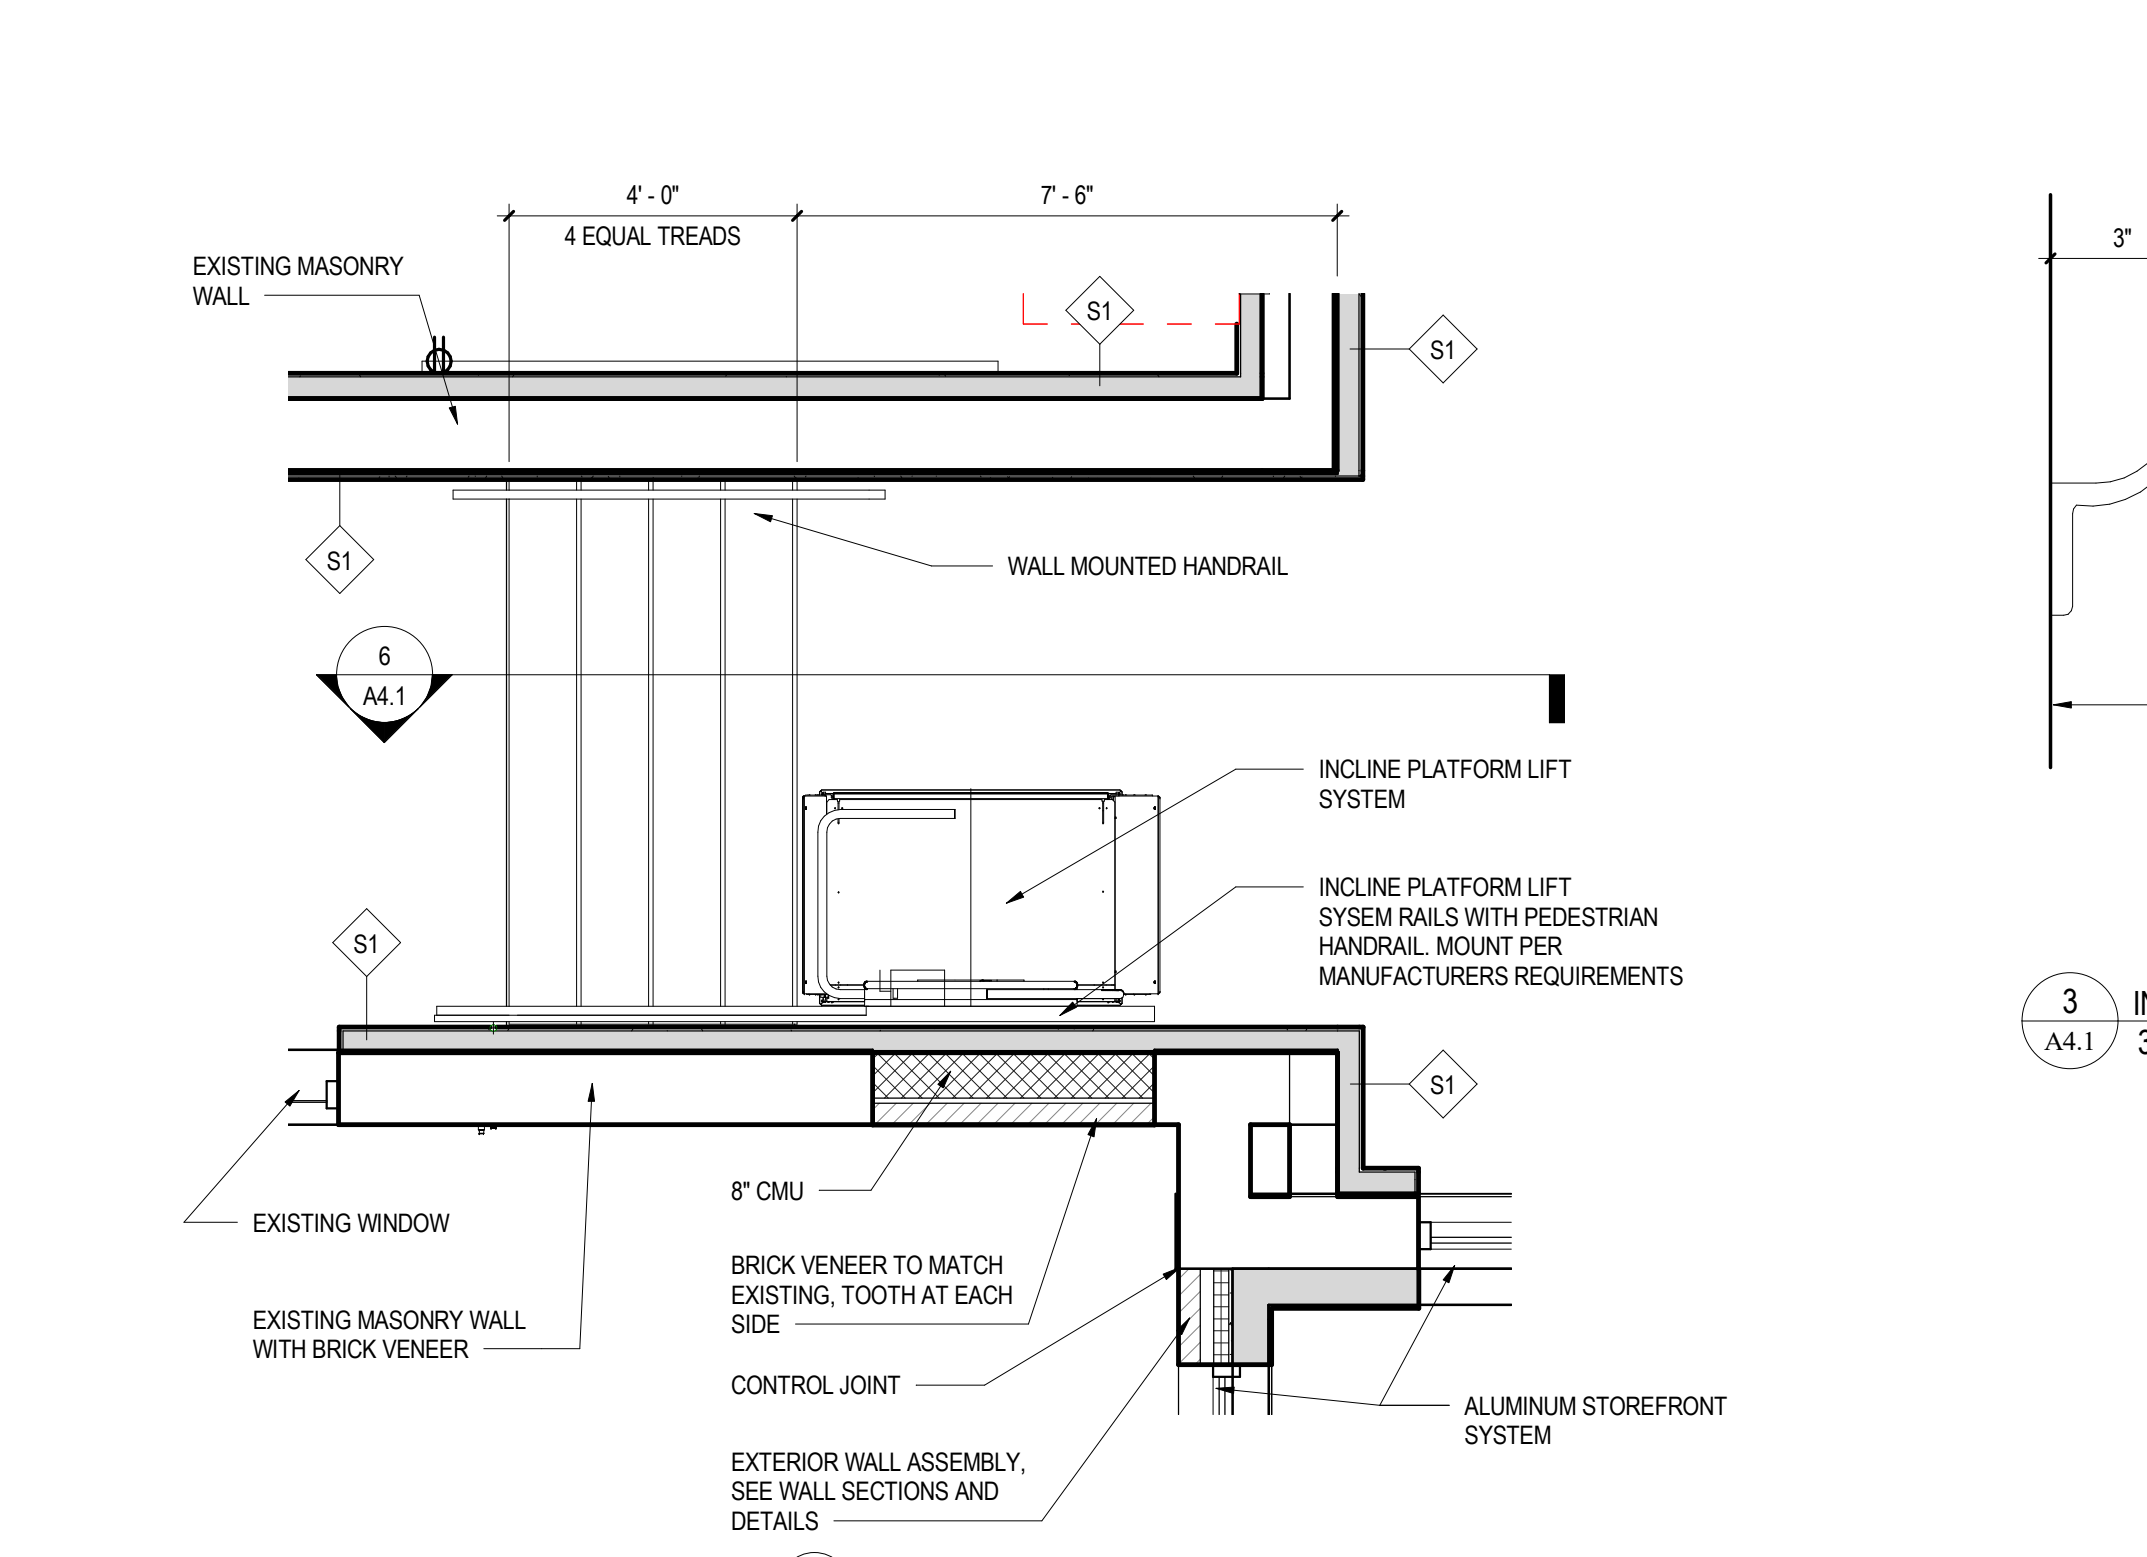 4' - 0"
7' - 6"
4 EQUAL TREADS
3"
EXISTING MASONRY
WALL
S1
S1
S1
WALL MOUNTED HANDRAIL
6
A4.1
INCLINE PLATFORM LIFT
SYSTEM
INCLINE PLATFORM LIFT
SYSEM RAILS WITH PEDESTRIAN
HANDRAIL. MOUNT PER
MANUFACTURERS REQUIREMENTS
S1
3
A4.1
S1
8" CMU
EXISTING WINDOW
BRICK VENEER TO MATCH
EXISTING, TOOTH AT EACH
SIDE
EXISTING MASONRY WALL
WITH BRICK VENEER
CONTROL JOINT
ALUMINUM STOREFRONT
SYSTEM
EXTERIOR WALL ASSEMBLY,
SEE WALL SECTIONS AND
DETAILS